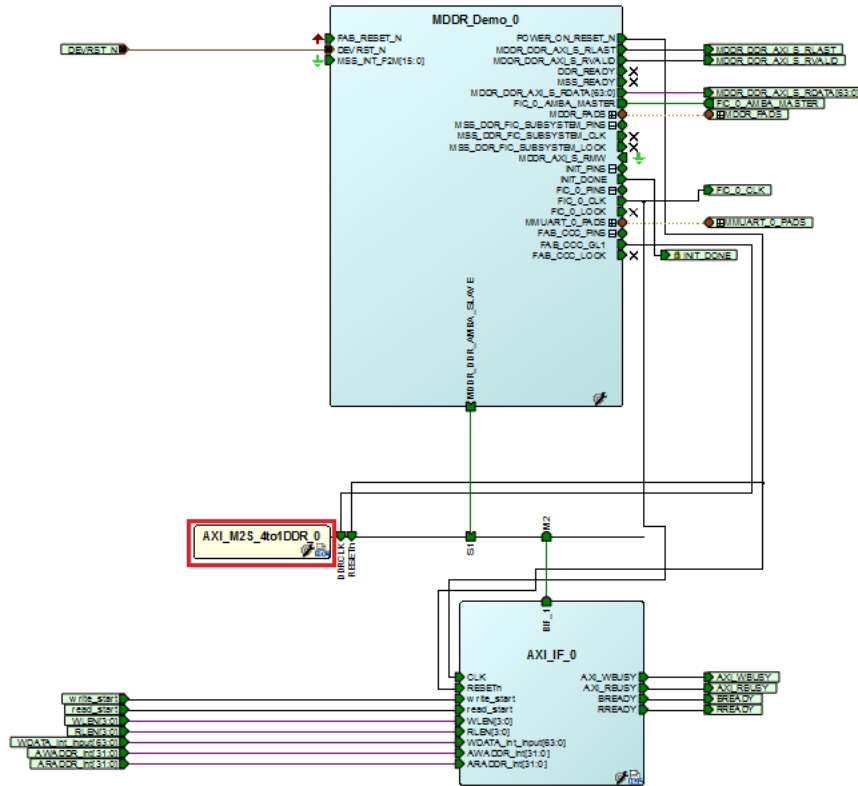 MDDR_Demo_0
FAB_RESET_N
DEVRST_N
DEVRST_N
MSS_INT_F2M[15:0]
POWER_ON_RESET_N
MDDR_DDR_AXI_S_RLAST
MDDR_DDR_AXI_S_RLAST
MDDR_DDR_AXI_S_RVALID
MDDR_DDR_AXI_S_RVALID
DDR_READY
MSS_READY
MDDR_DDR_AXI_S_RDATA[63:0]
MDDR_DDR_AXI_S_RDATA[63:0]
FIC_0_AMBA_MASTER
FIC_0_AMBA_MASTER
MDDR_PADS
MDDR_PADS
MSS_DDR_FIC_SUBSYSTEM_PINS
MSS_DDR_FIC_SUBSYSTEM_CLK
MSS_DDR_FIC_SUBSYSTEM_LOCK
MDDR_AXI_S_RMW
INIT_PINS
INIT_DONE
FIC_0_PINS
FIC_0_CLK
FIC_0_CLK
FIC_0_LOCK
MMUART_0_PADS
MMUART_0_PADS
FAB_CCC_PINS
FAB_CCC_GL1
FAB_CCC_LOCK
INIT_DONE
MDDR_DDR_AMBA_SLAVE
AXI_M2S_4to1DDR_0
DDRCLK
RESETn
S1
M2
BIF_1
AXI_IF_0
CLK
RESETn
write_start
write_start
read_start
read_start
WLEN[3:0]
WLEN[3:0]
RLEN[3:0]
RLEN[3:0]
WDATA_int_input[63:0]
WDATA_int_input[63:0]
AWADDR_int[31:0]
AWADDR_int[31:0]
ARADDR_int[31:0]
ARADDR_int[31:0]
AXI_WBUSY
AXI_WBUSY
AXI_RBUSY
AXI_RBUSY
BREADY
BREADY
RREADY
RREADY